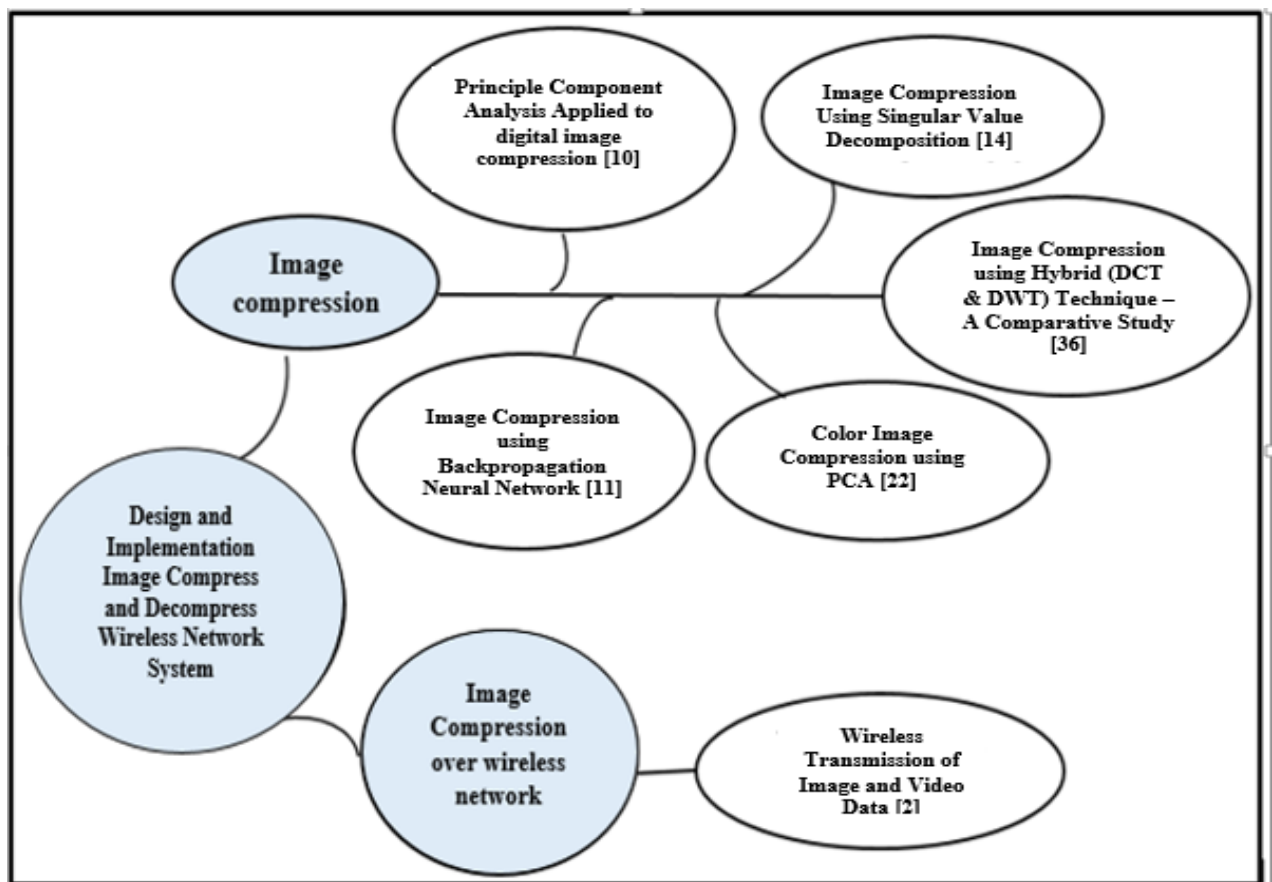 Principle Component
Analysis Applied to
digital image
compression [10]
Image Compression
Using Singular Value
Decomposition [14]
Image
compression
Image Compression
using Hybrid (DCT
& DWT) Technique –
A Comparative Study
[36]
Image Compression
using
Backpropagation
Neural Network [11]
Color Image
Compression using
PCA [22]
Design and
Implementation
Image Compress
and Decompress
Wireless Network
System
Image
Compression
over wireless
network
Wireless
Transmission of
Image and Video
Data [2]